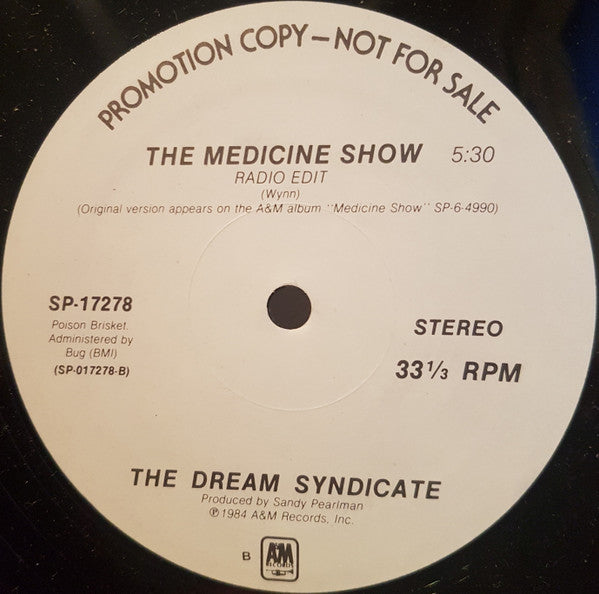 PROMOTION COPY—NOT FOR SALE
THE MEDICINE SHOW 5:30
RADIO EDIT
(Wynn)
(Original version appears on the A&M album "Medicine Show" SP-6-4990)
SP-17278
Poison Brisket.
Administered by
Bug (BMI)
(SP-017278-B)
STEREO
33⅓ RPM
THE DREAM SYNDICATE
Produced by Sandy Pearlman
℗1984 A&M Records, Inc.
B
A&M
RECORDS